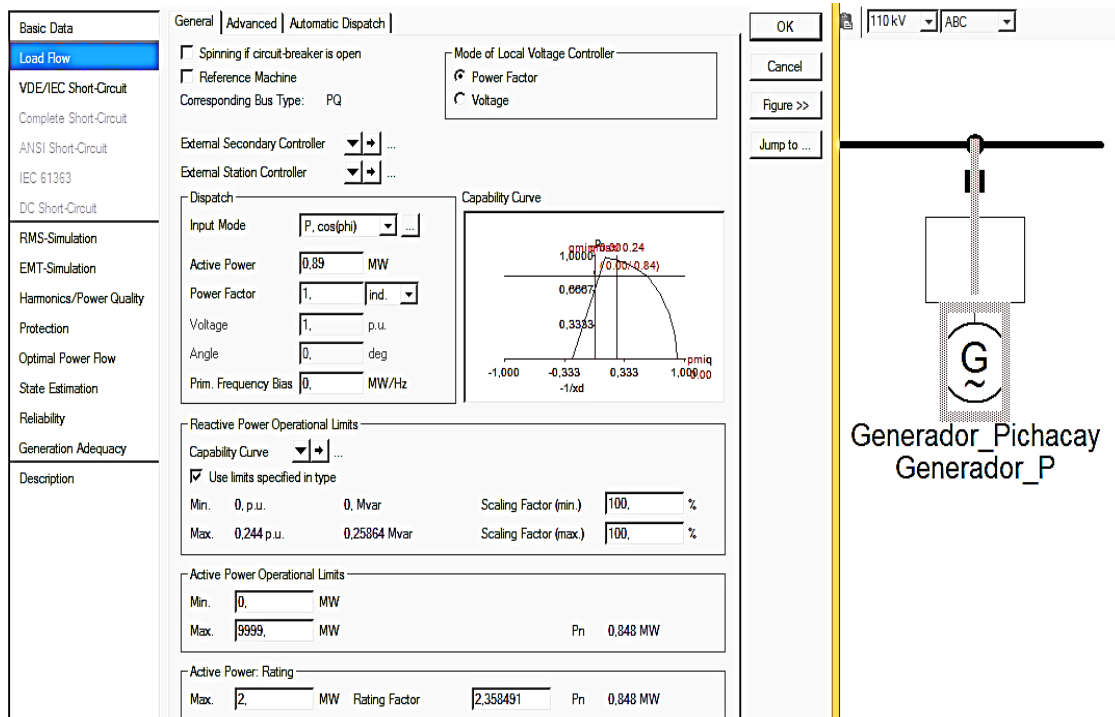 Basic Data
Load Flow
VDE/IEC Short-Circuit
Complete Short-Circuit
ANSI Short-Circuit
IEC 61363
DC Short-Circuit
RMS-Simulation
EMT-Simulation
Harmonics/Power Quality
Protection
Optimal Power Flow
State Estimation
Reliability
Generation Adequacy
Description
General Advanced Automatic Dispatch
Spinning if circuit-breaker is open
Reference Machine
Corresponding Bus Type: PQ
Mode of Local Voltage Controller
Power Factor
Voltage
External Secondary Controller ...
External Station Controller ...
Dispatch
Input Mode P, cos(phi) ...
Active Power 0,89 MW
Power Factor 1, ind.
Voltage 1, p.u.
Angle 0, deg
Prim. Frequency Bias 0, MW/Hz
Capability Curve
0.24
1,0000
(0.00/0.84)
0,6667
0,3333
-1,000 -0,333 0,333
pmiq
-1/xd
Reactive Power Operational Limits
Capability Curve ...
Use limits specified in type
Min. 0, p.u. 0, Mvar Scaling Factor (min.) 100, %
Max. 0,244 p.u. 0,25864 Mvar Scaling Factor (max.) 100, %
Active Power Operational Limits
Min. 0, MW
Max. 9999, MW Pn 0,848 MW
Active Power: Rating
Max. 2, MW Rating Factor 2,358491 Pn 0,848 MW
OK
Cancel
Figure >>
Jump to ...
110 kV ABC
G
~
Generador_Pichacay
Generador_P